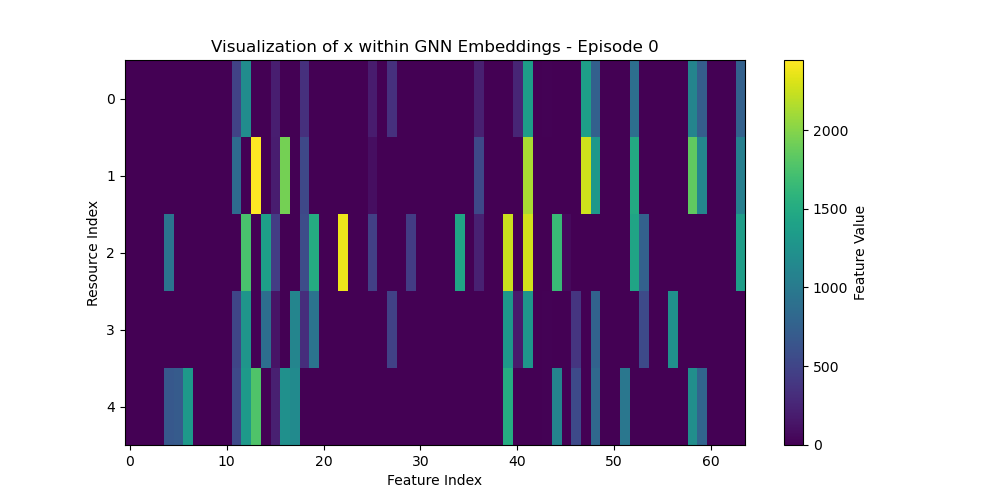 Visualization of x within GNN Embeddings - Episode 0
Resource Index
0
1
2
3
4
0 10 20 30 40 50 60
Feature Index
2000
1500
1000
500
0
Feature Value